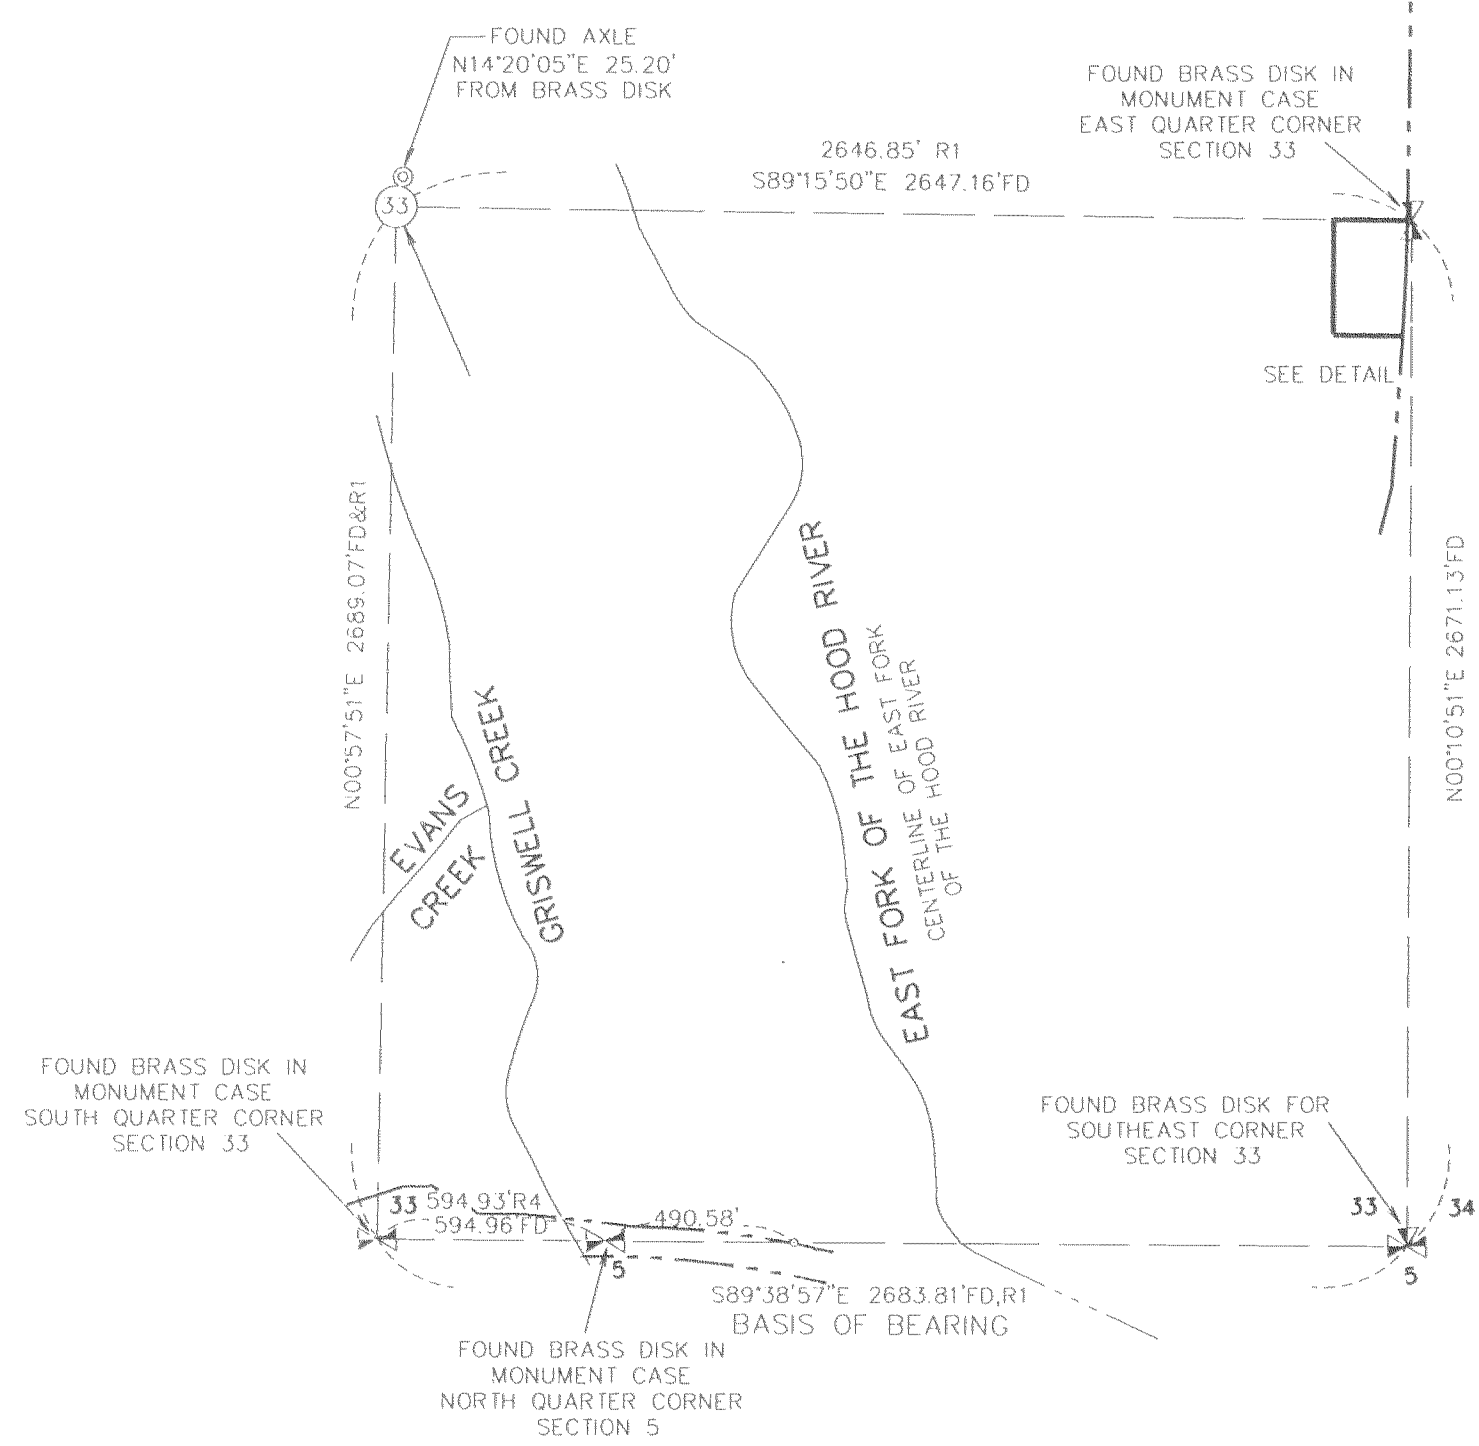 FOUND AXLE
N14°20'05"E 25.20'
FROM BRASS DISK
FOUND BRASS DISK IN
MONUMENT CASE
EAST QUARTER CORNER
SECTION 33
2646.85' R1
S89°15'50"E 2647.16'FD
33
SEE DETAIL
N00°57'51"E 2689.07'FD&R1
N00°10'51"E 2671.13'FD
EAST FORK OF THE HOOD RIVER
CENTERLINE OF EAST FORK
OF THE HOOD RIVER
GRISWELL CREEK
EVANS
CREEK
FOUND BRASS DISK IN
MONUMENT CASE
SOUTH QUARTER CORNER
SECTION 33
FOUND BRASS DISK FOR
SOUTHEAST CORNER
SECTION 33
33 594.93'R4
594.96'FD
490.58'
33 34
5
5
S89°38'57"E 2683.81'FD,R1
BASIS OF BEARING
FOUND BRASS DISK IN
MONUMENT CASE
NORTH QUARTER CORNER
SECTION 5